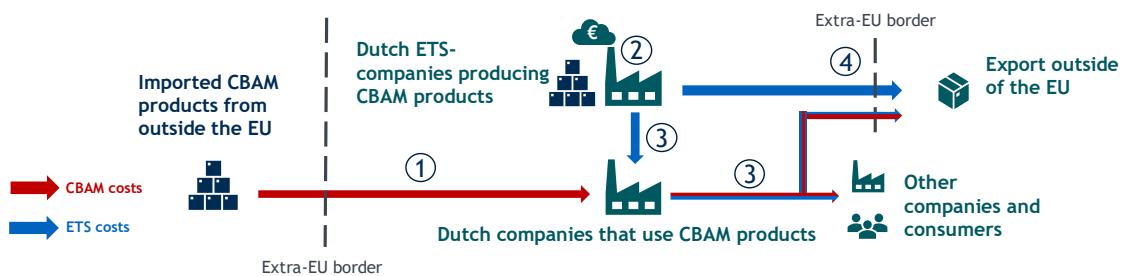 Extra-EU border
€
②
Dutch ETS-
companies producing
CBAM products
④
Export outside
of the EU
Imported CBAM
products from
outside the EU
③
①
③
CBAM costs
ETS costs
Other
companies and
consumers
Dutch companies that use CBAM products
Extra-EU border